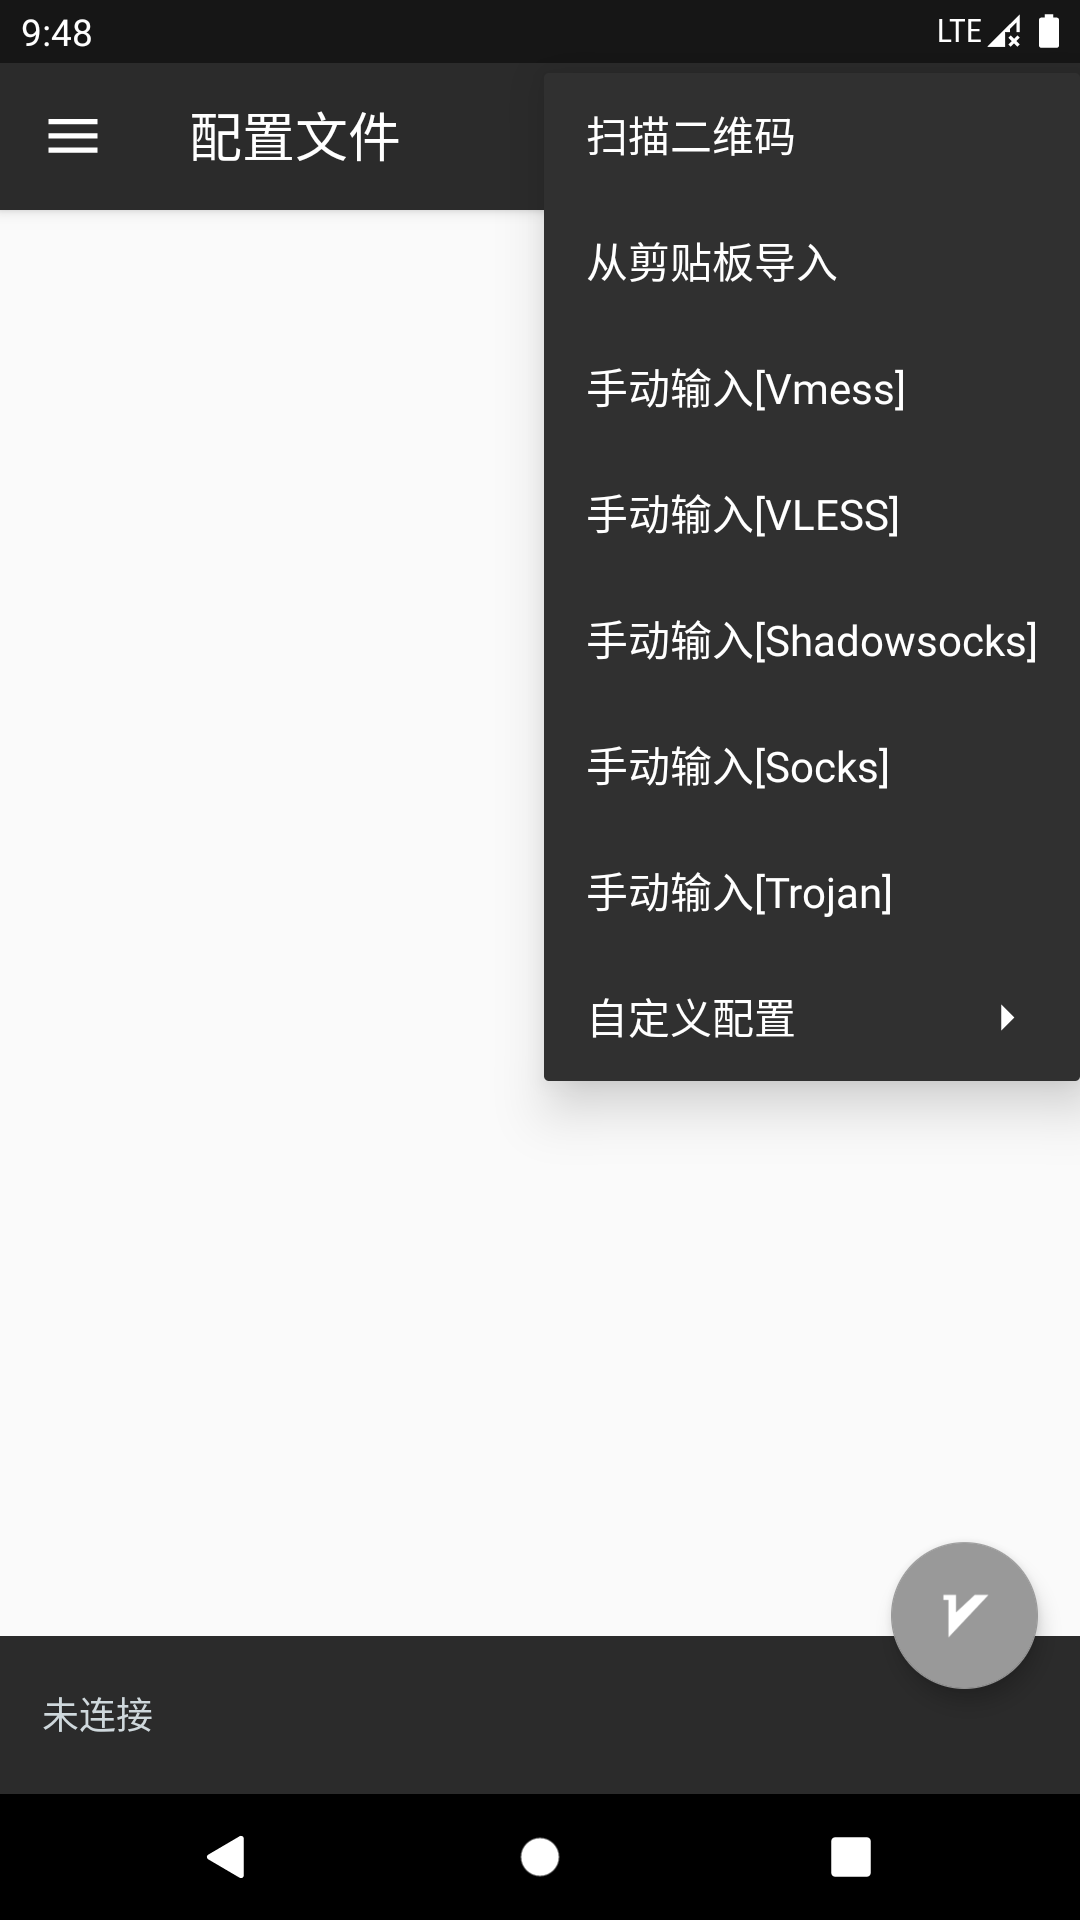 9:48
LTE
配置文件
扫描二维码
从剪贴板导入
手动输入[Vmess]
手动输入[VLESS]
手动输入[Shadowsocks]
手动输入[Socks]
手动输入[Trojan]
自定义配置
未连接